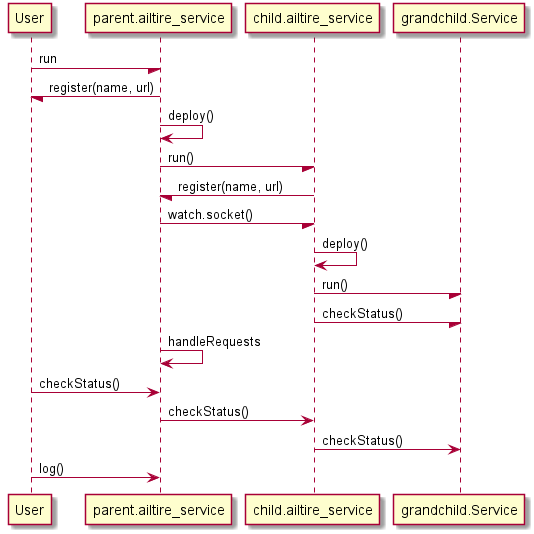 User parent.ailtire_service child.ailtire_service grandchild.Service
run
register(name, url)
deploy()
run()
register(name, url)
watch.socket()
deploy()
run()
checkStatus()
handleRequests
checkStatus()
checkStatus()
checkStatus()
log()
User parent.ailtire_service child.ailtire_service grandchild.Service